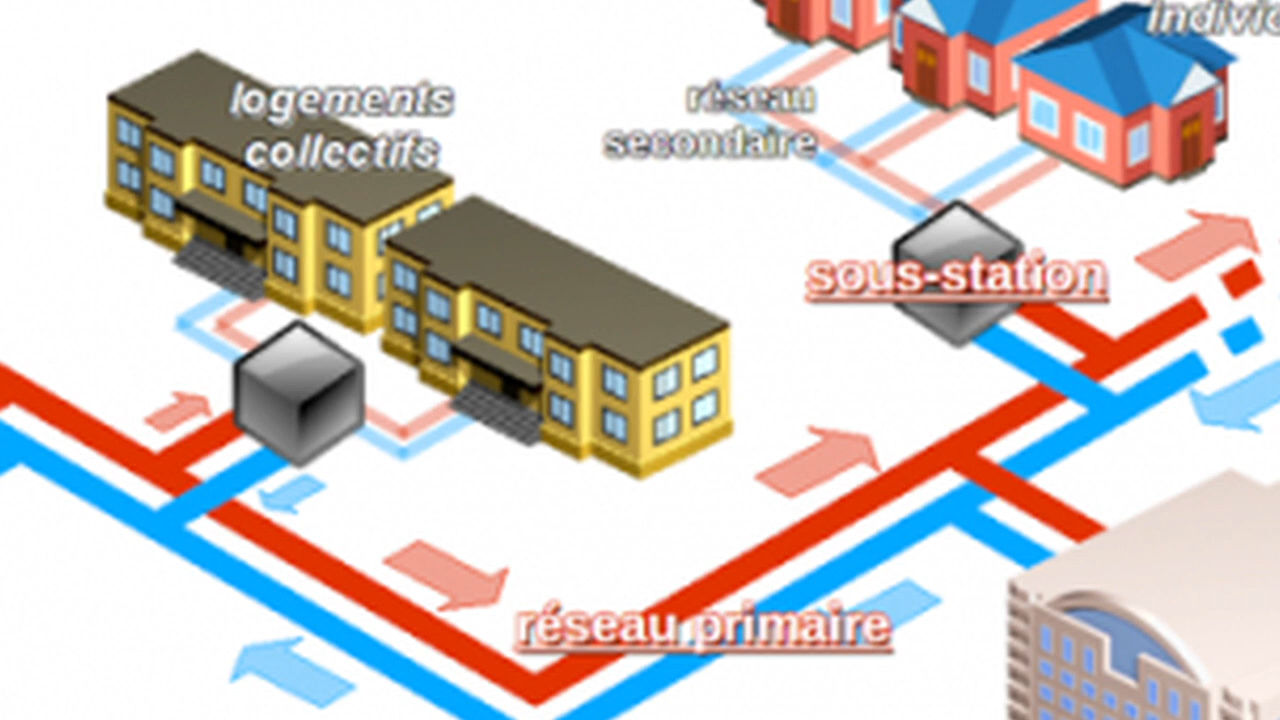 logements
collectifs
réseau
secondaire
sous-station
réseau primaire